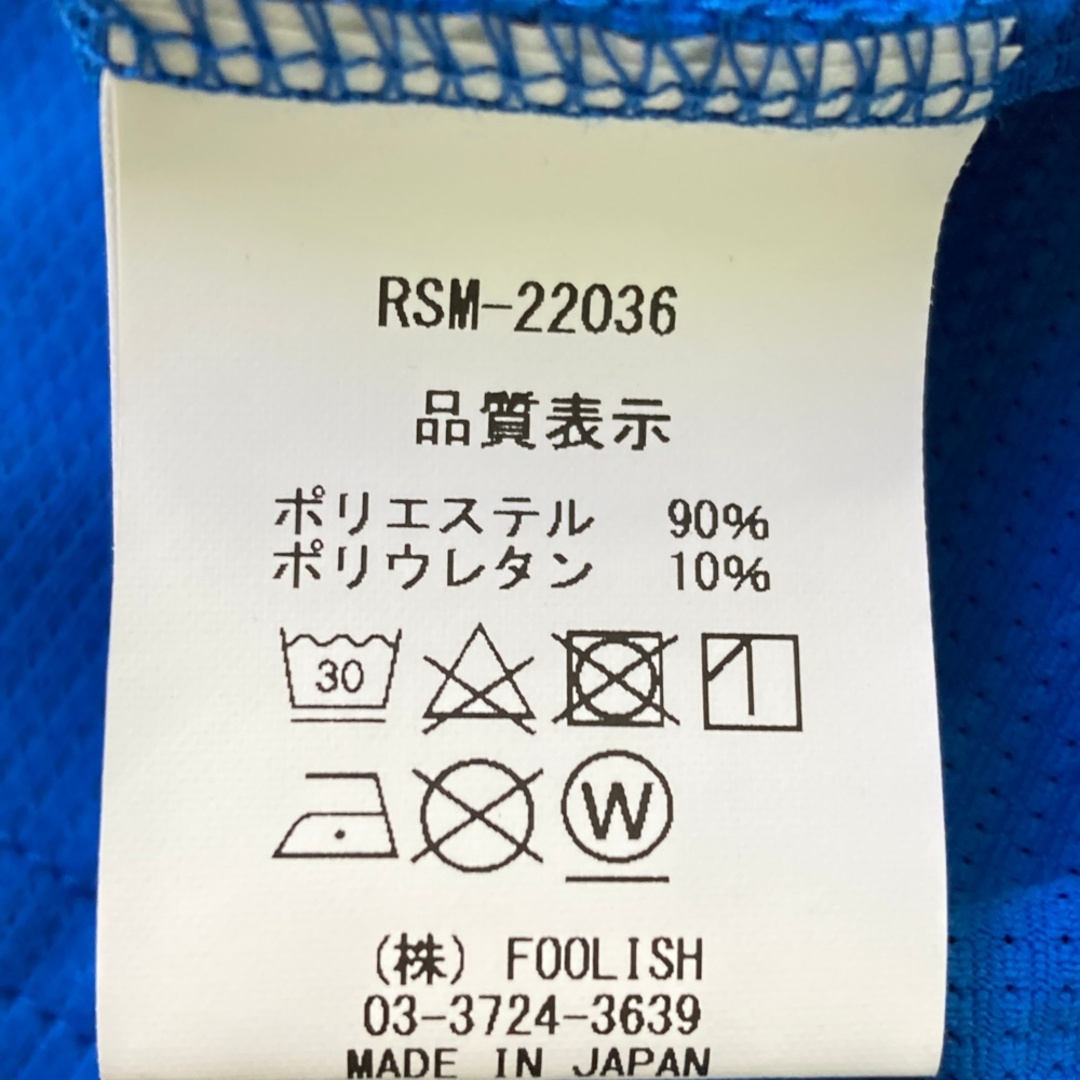 RSM-22036
品質表示
ポリエステル 90%
ポリウレタン 10%
30
W
(株) FOOLISH
03-3724-3639
MADE IN JAPAN